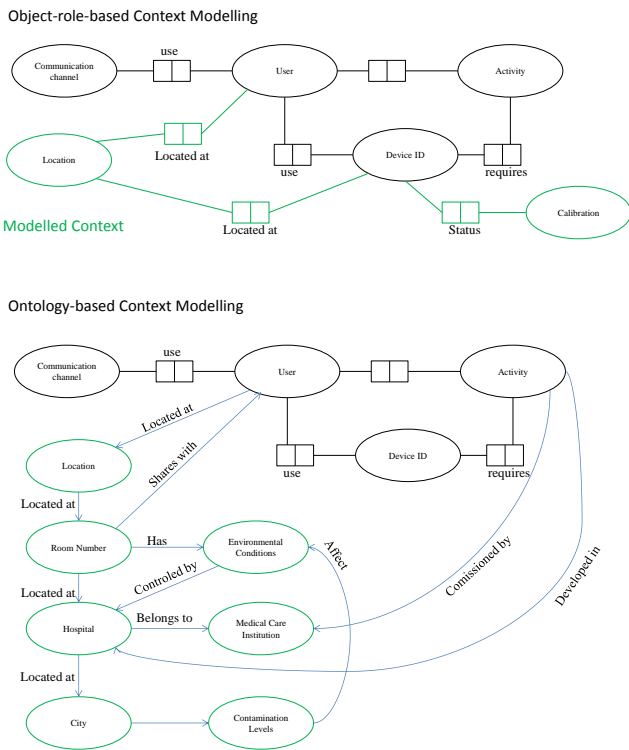 Object-role-based Context Modelling
use
Communication
channel
User
Activity
Location
Located at
use
Device ID
requires
Modelled Context
Located at
Status
Calibration
Ontology-based Context Modelling
use
Communication
channel
User
Activity
Located at
Shares with
Location
use
Device ID
requires
Located at
Room Number
Has
Environmental
Conditions
Affect
Comissioned by
Developed in
Located at
Controled by
Hospital
Belongs to
Medical Care
Institution
Located at
City
Contamination
Levels